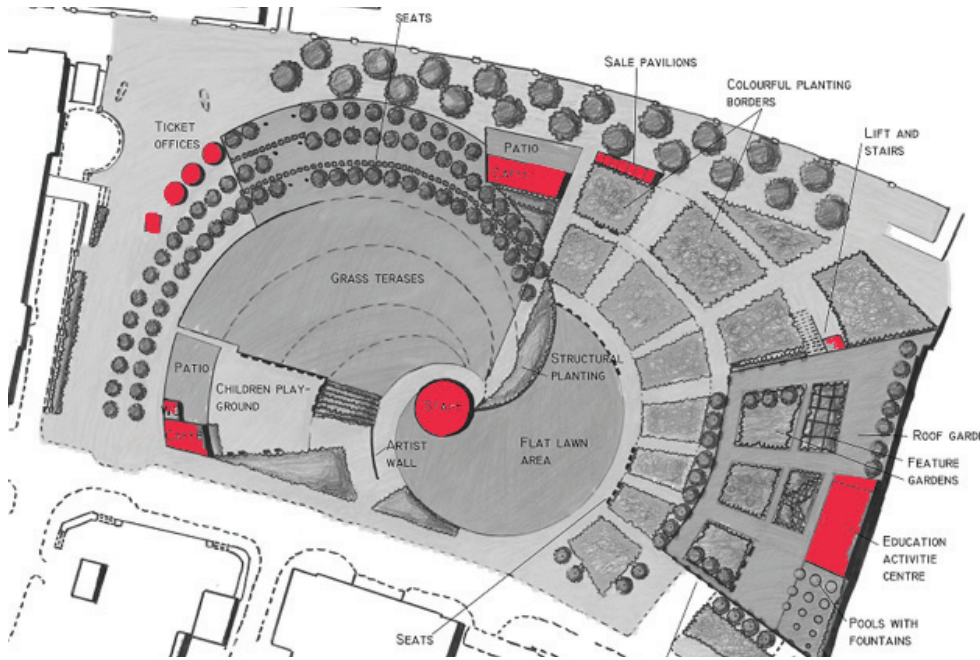 SEATS
SALE PAVILIONS
COLOURFUL PLANTING
BORDERS
TICKET
OFFICES
LIFT AND
STAIRS
PATIO
GRASS TERASES
STRUCTURAL
PLANTING
PATIO
CHILDREN PLAY-
GROUND
STAGE
FLAT LAWN
AREA
ARTIST
WALL
ROOF GARD
FEATURE
GARDENS
EDUCATION
ACTIVITIE
CENTRE
POOLS WITH
FOUNTAINS
SEATS